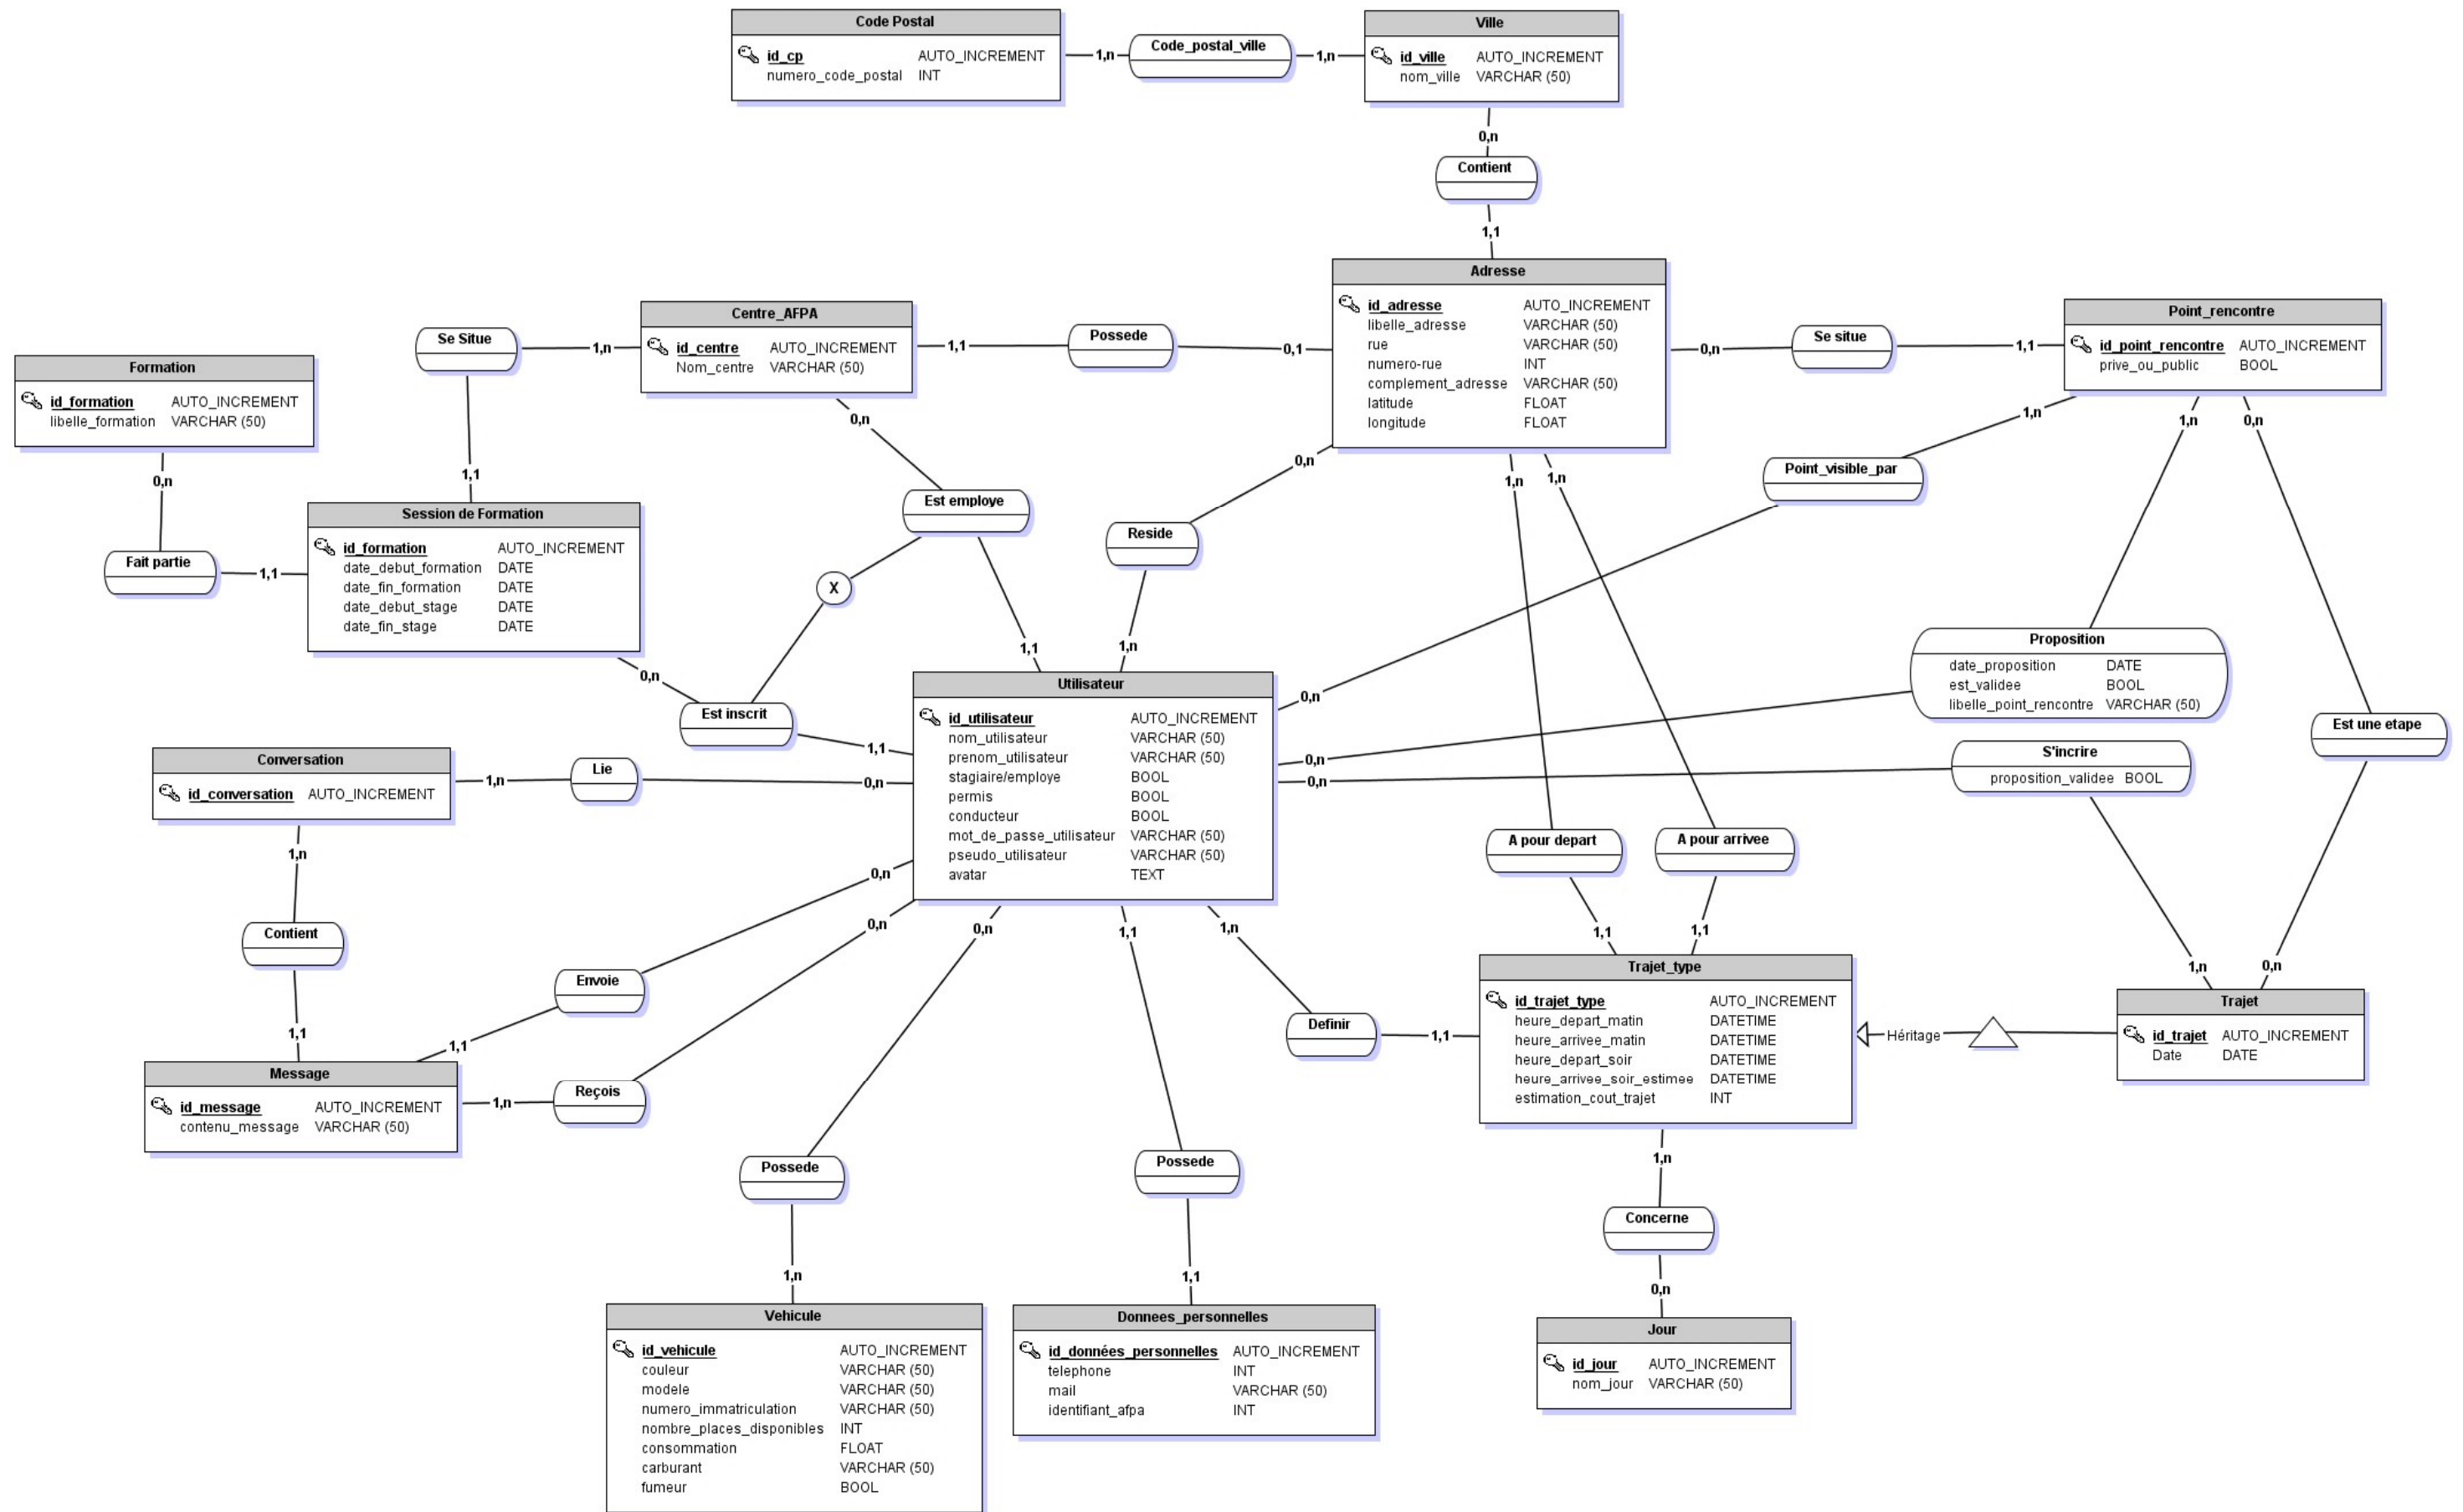 Code Postal
id_cp AUTO_INCREMENT
numero_code_postal INT
1,n
Code_postal_ville
1,n
Ville
id_ville AUTO_INCREMENT
nom_ville VARCHAR (50)
0,n
Contient
1,1
Adresse
id_adresse AUTO_INCREMENT
libelle_adresse VARCHAR (50)
rue VARCHAR (50)
numero-rue INT
complement_adresse VARCHAR (50)
latitude FLOAT
longitude FLOAT
Centre_AFPA
id_centre AUTO_INCREMENT
Nom_centre VARCHAR (50)
Se Situe
1,n
1,1
1,1
Possede
0,1
0,n
Se situe
1,1
Point_rencontre
id_point_rencontre AUTO_INCREMENT
prive_ou_public BOOL
Formation
id_formation AUTO_INCREMENT
libelle_formation VARCHAR (50)
0,n
Fait partie
1,1
Session de Formation
id_formation AUTO_INCREMENT
date_debut_formation DATE
date_fin_formation DATE
date_debut_stage DATE
date_fin_stage DATE
0,n
Est employe
1,1
X
0,n
Est inscrit
1,1
0,n
Reside
1,n
1,n
Point_visible_par
0,n
1,n
Proposition
date_proposition DATE
est_validee BOOL
libelle_point_rencontre VARCHAR (50)
0,n
0,n
Est une etape
0,n
S'incrire
proposition_validee BOOL
0,n
1,n
Utilisateur
id_utilisateur AUTO_INCREMENT
nom_utilisateur VARCHAR (50)
prenom_utilisateur VARCHAR (50)
stagiaire/employe BOOL
permis BOOL
conducteur BOOL
mot_de_passe_utilisateur VARCHAR (50)
pseudo_utilisateur VARCHAR (50)
avatar TEXT
Conversation
id_conversation AUTO_INCREMENT
1,n
Lie
0,n
1,n
Contient
1,1
0,n
Envoie
1,1
0,n
Reçois
1,n
Message
id_message AUTO_INCREMENT
contenu_message VARCHAR (50)
1,n
A pour depart
1,1
1,n
A pour arrivee
1,1
1,n
Definir
1,1
Trajet_type
id_trajet_type AUTO_INCREMENT
heure_depart_matin DATETIME
heure_arrivee_matin DATETIME
heure_depart_soir DATETIME
heure_arrivee_soir_estimee DATETIME
estimation_cout_trajet INT
Héritage
Trajet
id_trajet AUTO_INCREMENT
Date DATE
0,n
Possede
1,n
Vehicule
id_vehicule AUTO_INCREMENT
couleur VARCHAR (50)
modele VARCHAR (50)
numero_immatriculation VARCHAR (50)
nombre_places_disponibles INT
consommation FLOAT
carburant VARCHAR (50)
fumeur BOOL
1,1
Possede
1,1
Donnees_personnelles
id_données_personnelles AUTO_INCREMENT
telephone INT
mail VARCHAR (50)
identifiant_afpa INT
1,n
Concerne
0,n
Jour
id_jour AUTO_INCREMENT
nom_jour VARCHAR (50)